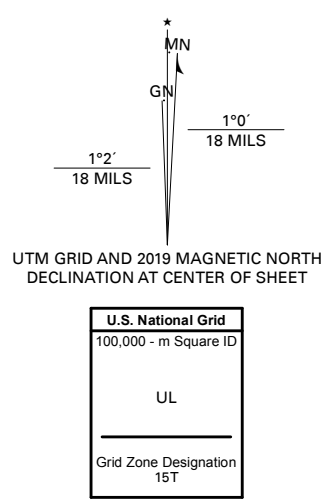 ★
MN
GN
1°0´
18 MILS
1°2´
18 MILS
UTM GRID AND 2019 MAGNETIC NORTH
DECLINATION AT CENTER OF SHEET
U.S. National Grid
100,000 - m Square ID
UL
Grid Zone Designation
15T